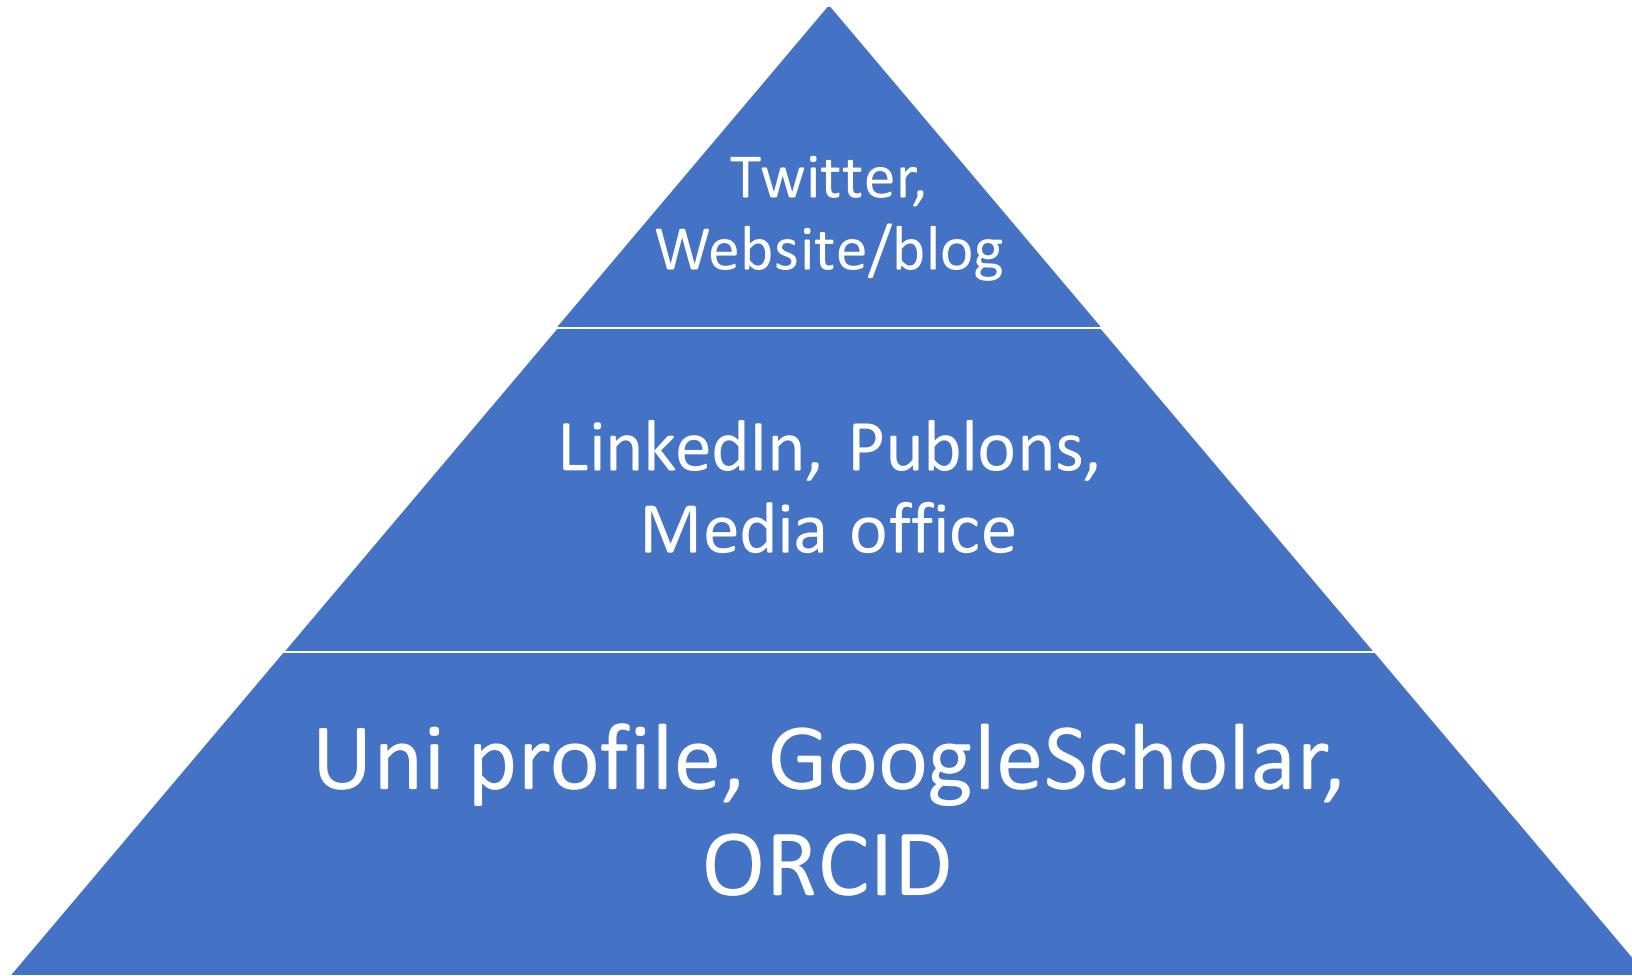 Twitter,
Website/blog
LinkedIn, Publons,
Media office
Uni profile, GoogleScholar,
ORCID